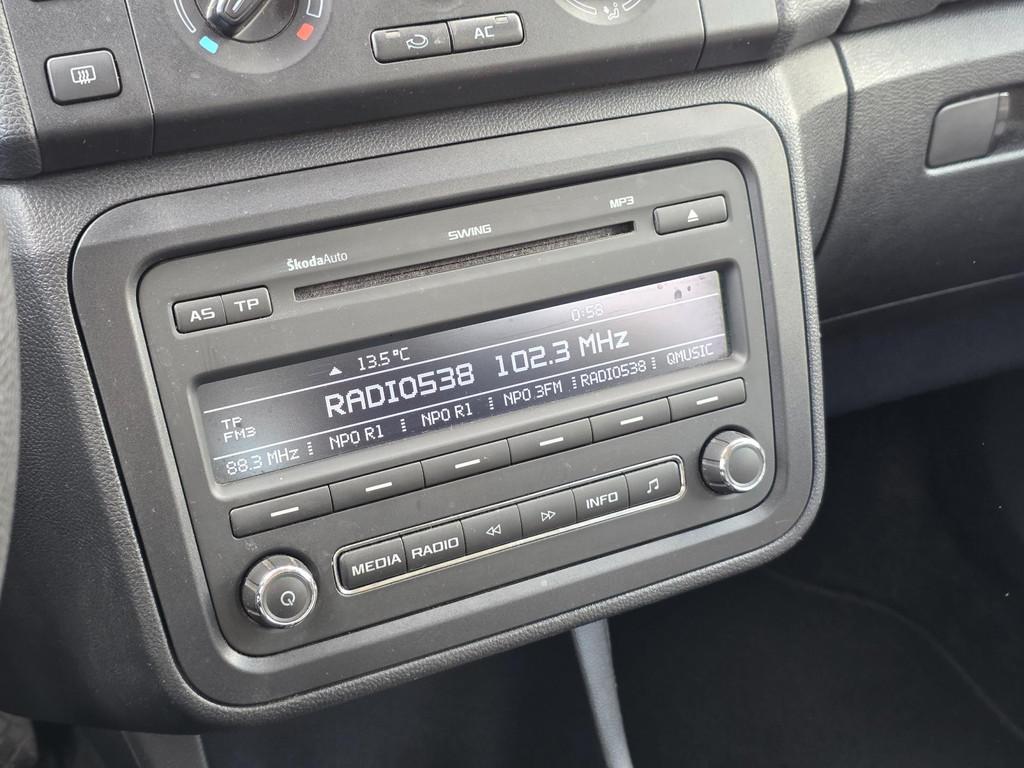 AC
MP3
SWING
ŠkodaAuto
AS TP
0:58
13.5°C
RADIO538 102.3 MHz
TP
FM3
88.3 MHz NPO R1 NPO R1 NPO 3FM RADIO538 QMUSIC
MEDIA RADIO INFO